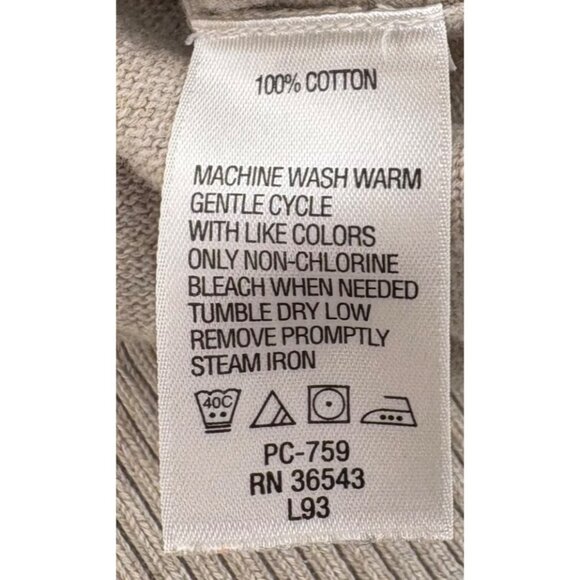 100% COTTON
MACHINE WASH WARM
GENTLE CYCLE
WITH LIKE COLORS
ONLY NON-CHLORINE
BLEACH WHEN NEEDED
TUMBLE DRY LOW
REMOVE PROMPTLY
STEAM IRON
40C
PC-759
RN 36543
L93